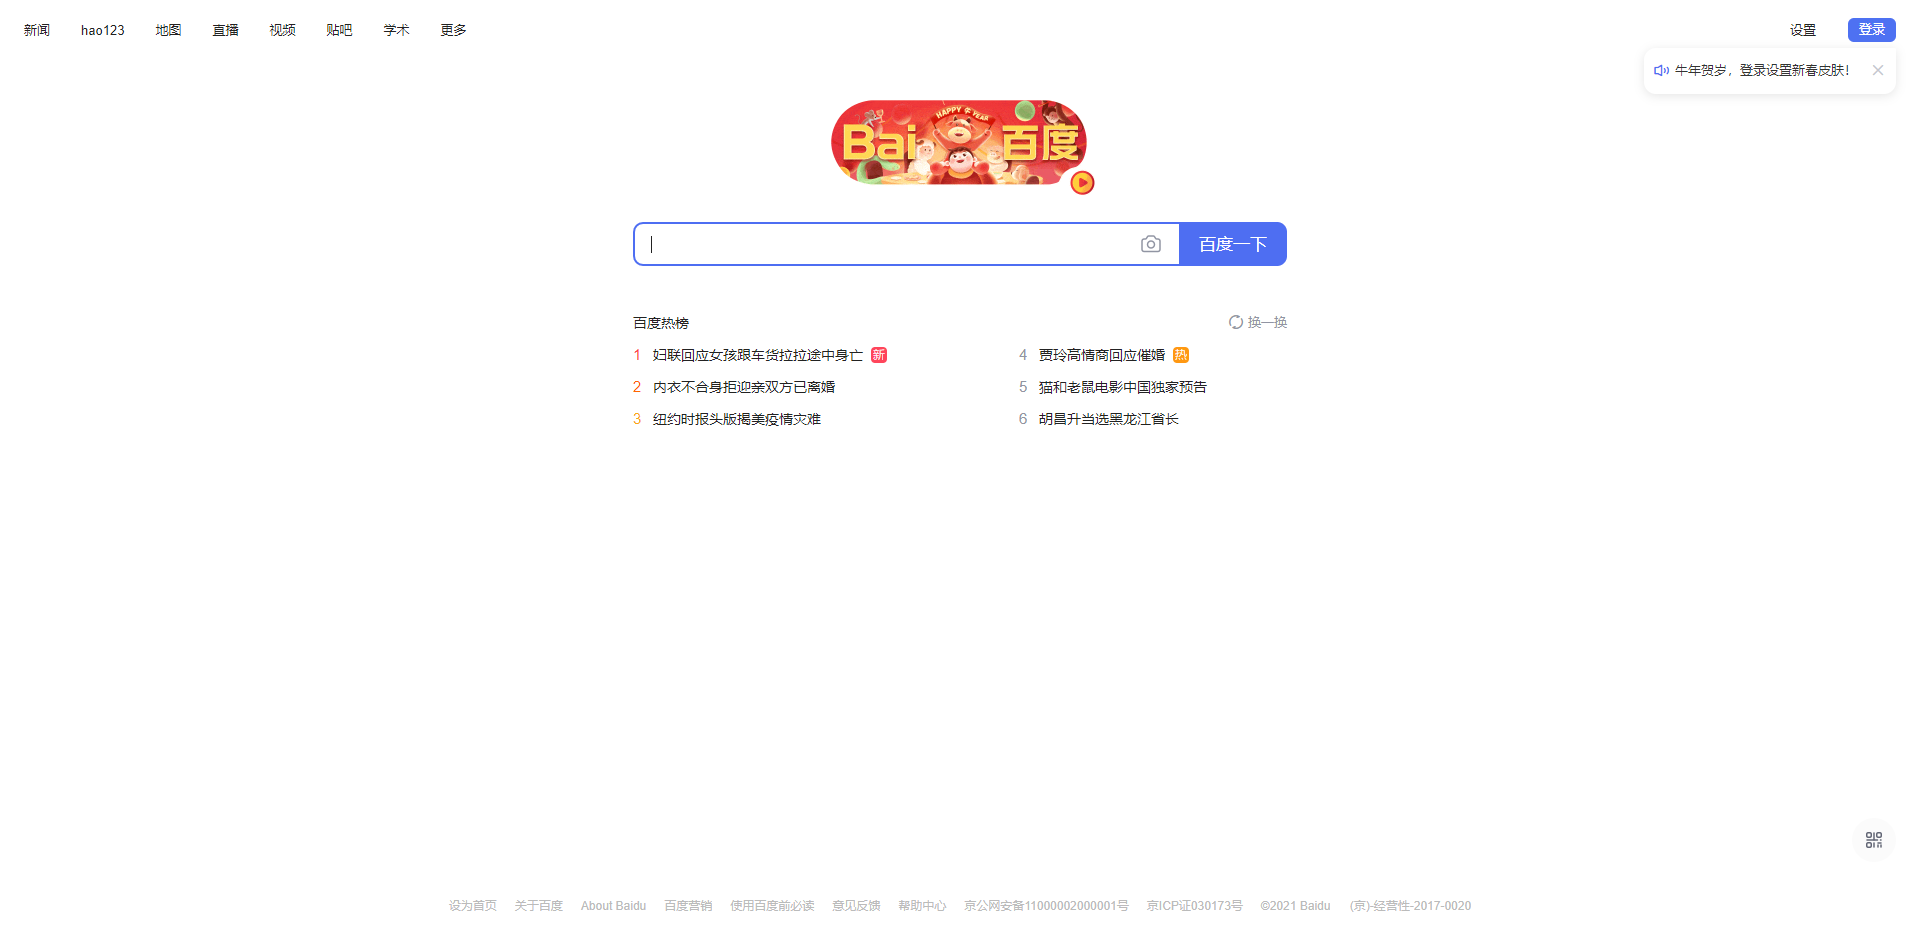 新闻 hao123 地图 直播 视频 贴吧 学术 更多 设置 登录
牛年贺岁，登录设置新春皮肤！
HAPPY 牛 YEAR
Bai 百度
百度一下
百度热榜 换一换
1 妇联回应女孩跟车货拉拉途中身亡 新
2 内衣不合身拒迎亲双方已离婚
3 纽约时报头版揭美疫情灾难
4 贾玲高情商回应催婚 热
5 猫和老鼠电影中国独家预告
6 胡昌升当选黑龙江省长
设为首页 关于百度 About Baidu 百度营销 使用百度前必读 意见反馈 帮助中心 京公网安备11000002000001号 京ICP证030173号 ©2021 Baidu (京)-经营性-2017-0020